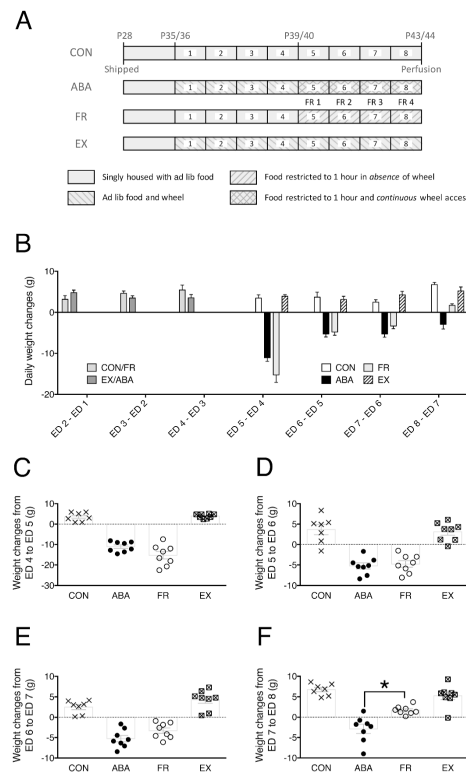 A
P28 P35/36 P39/40 P43/44
CON 1 2 3 4 5 6 7 8
Shipped Perfusion
ABA 1 2 3 4 5 6 7 8
FR 1 FR 2 FR 3 FR 4
FR 1 2 3 4 5 6 7 8
EX 1 2 3 4 5 6 7 8
Singly housed with ad lib food
Food restricted to 1 hour in absence of wheel
Ad lib food and wheel
Food restricted to 1 hour and continuous wheel acces
B
Daily weight changes (g)
10
0
-10
-20
CON/FR
EX/ABA
CON FR
ABA EX
ED 2 - ED 1 ED 3 - ED 2 ED 4 - ED 3 ED 5 - ED 4 ED 6 - ED 5 ED 7 - ED 6 ED 8 - ED 7
C
Weight changes from
ED 4 to ED 5 (g)
10
0
-10
-20
-30
CON ABA FR EX
D
Weight changes from
ED 5 to ED 6 (g)
10
5
0
-5
-10
CON ABA FR EX
E
Weight changes from
ED 6 to ED 7 (g)
10
5
0
-5
-10
CON ABA FR EX
F
Weight changes from
ED 7 to ED 8 (g)
10
5
0
-5
-10
*
CON ABA FR EX